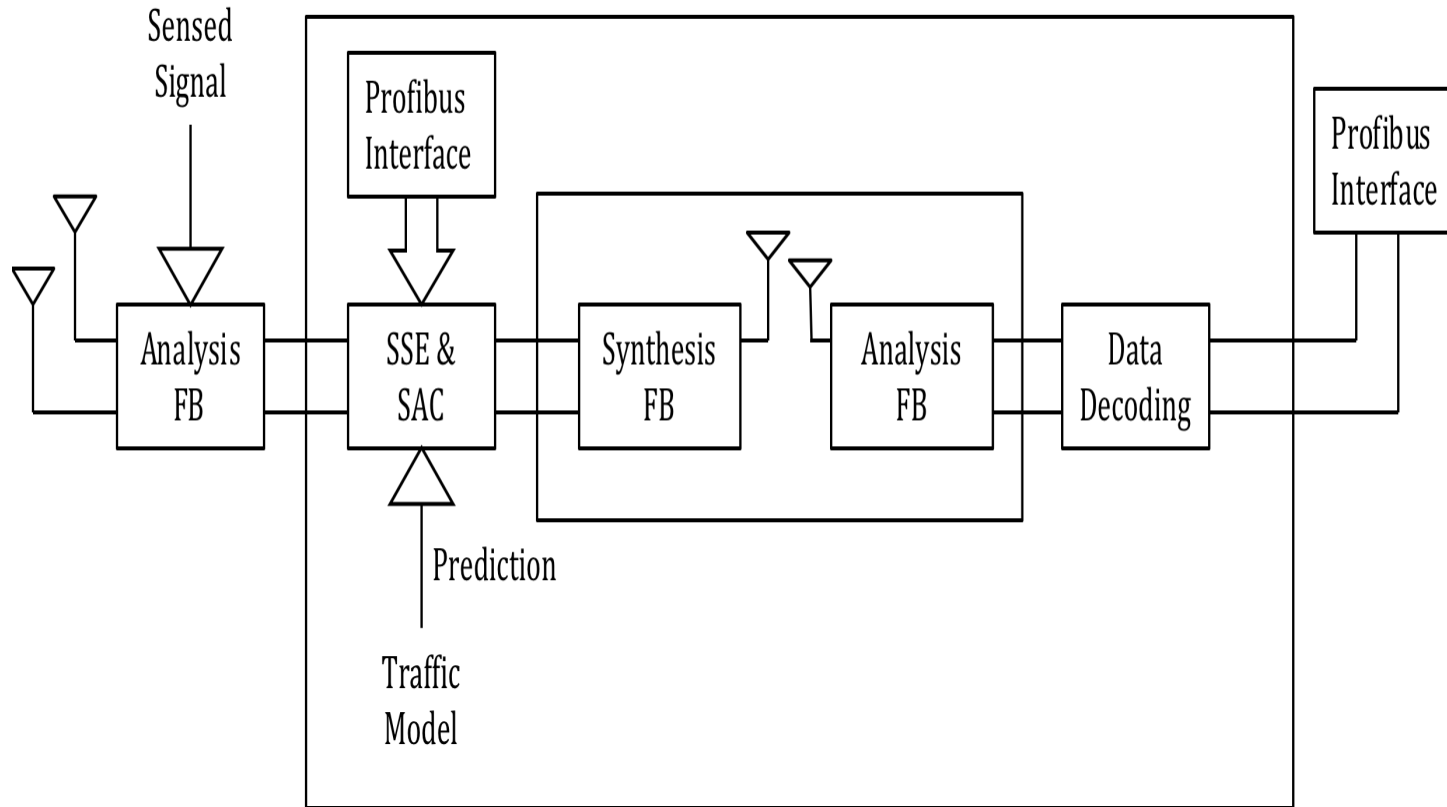 Sensed
Signal
Profibus
Interface
Profibus
Interface
Analysis
FB
SSE &
SAC
Synthesis
FB
Analysis
FB
Data
Decoding
Prediction
Traffic
Model